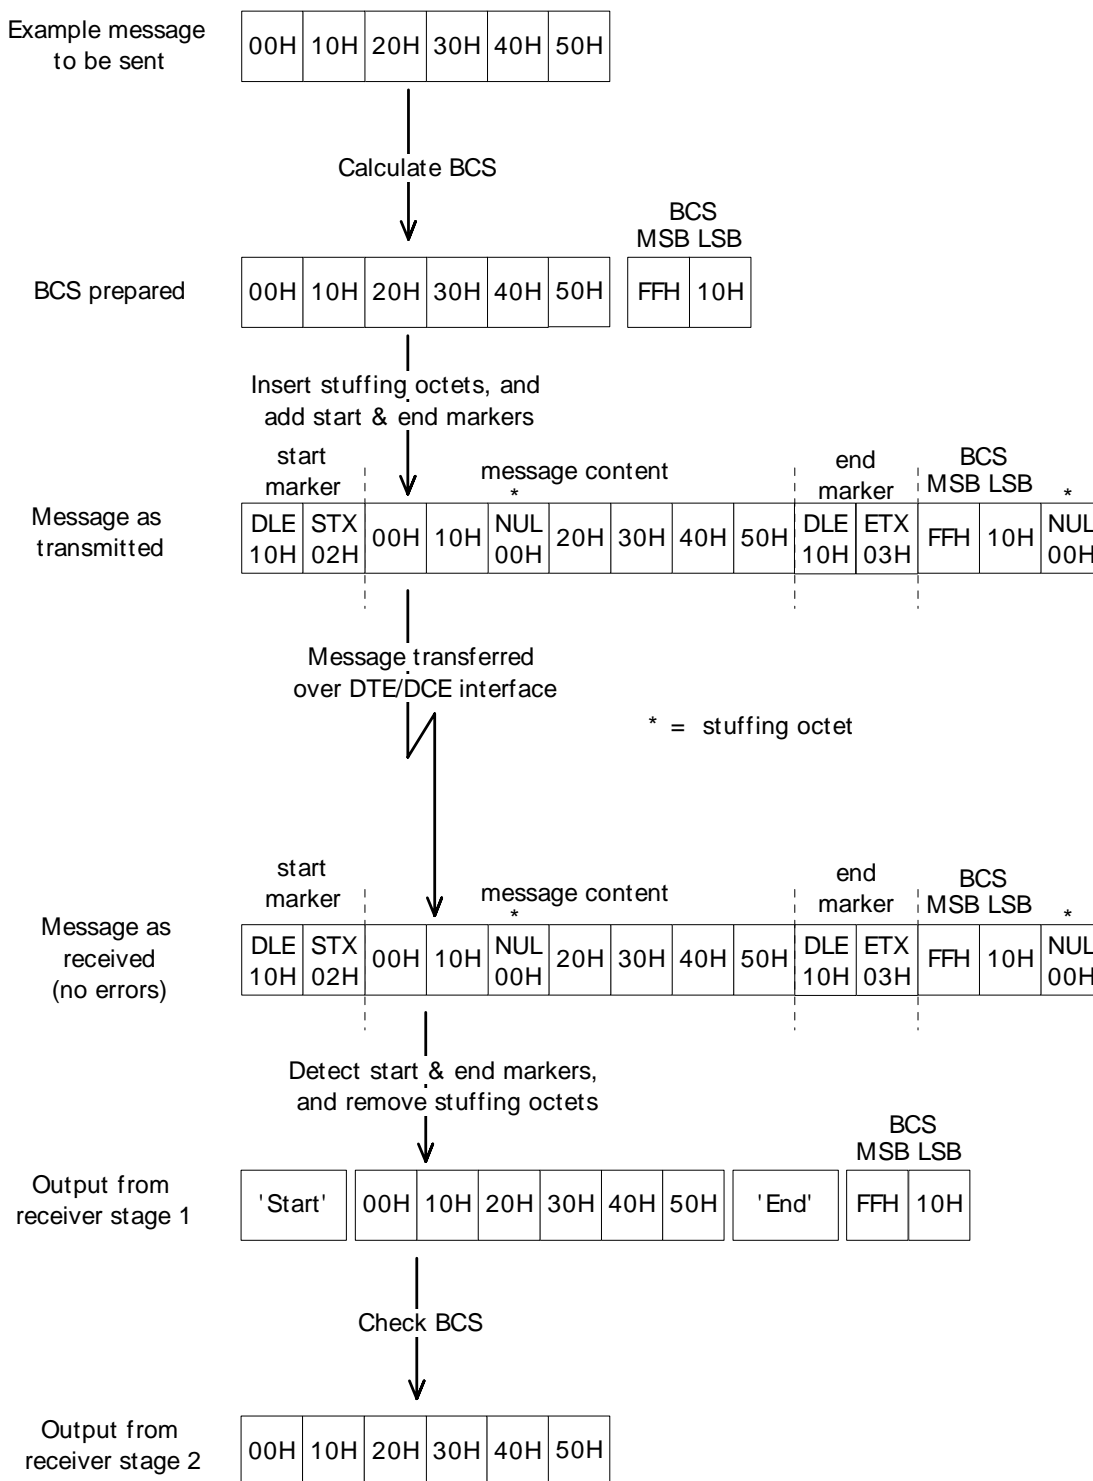 Example message
to be sent
00H 10H 20H 30H 40H 50H
Calculate BCS
BCS
MSB LSB
BCS prepared
00H 10H 20H 30H 40H 50H FFH 10H
Insert stuffing octets, and
add start & end markers
start
marker
message content
end
marker
BCS
MSB LSB
* *
Message as
transmitted
DLE STX 00H 10H NUL 20H 30H 40H 50H DLE ETX FFH 10H NUL
10H 02H 00H 10H 03H 00H
Message transferred
over DTE/DCE interface
* = stuffing octet
start
marker
message content
end
marker
BCS
MSB LSB
* *
Message as
received
(no errors)
DLE STX 00H 10H NUL 20H 30H 40H 50H DLE ETX FFH 10H NUL
10H 02H 00H 10H 03H 00H
Detect start & end markers,
and remove stuffing octets
BCS
MSB LSB
Output from
receiver stage 1
'Start' 00H 10H 20H 30H 40H 50H 'End' FFH 10H
Check BCS
Output from
receiver stage 2
00H 10H 20H 30H 40H 50H